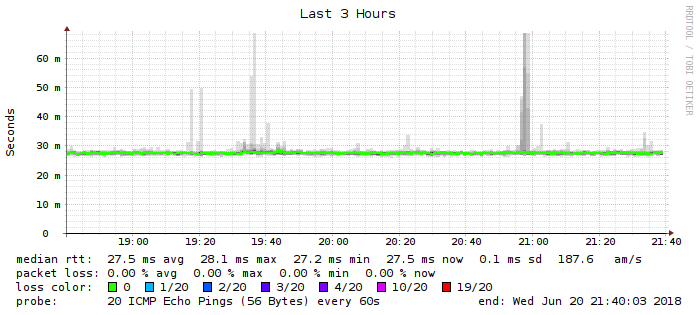 Last 3 Hours
RRDTOOL / TOBI OETIKER
Seconds
60 m
50 m
40 m
30 m
20 m
10 m
0
19:00 19:20 19:40 20:00 20:20 20:40 21:00 21:20 21:40
median rtt: 27.5 ms avg 28.1 ms max 27.2 ms min 27.5 ms now 0.1 ms sd 187.6 am/s
packet loss: 0.00 % avg 0.00 % max 0.00 % min 0.00 % now
loss color: 0 1/20 2/20 3/20 4/20 10/20 19/20
probe: 20 ICMP Echo Pings (56 Bytes) every 60s end: Wed Jun 20 21:40:03 2018